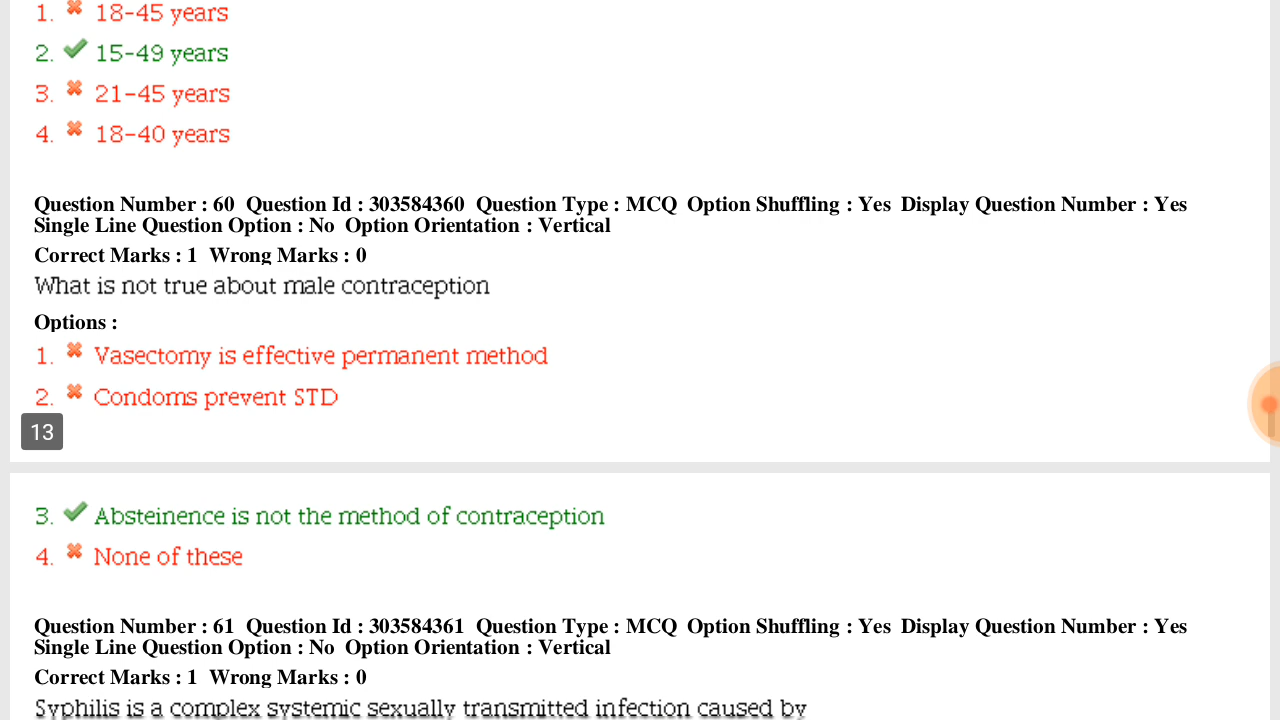 1. 18-45 years
2. 15-49 years
3. 21-45 years
4. 18-40 years
Question Number : 60 Question Id : 303584360 Question Type : MCQ Option Shuffling : Yes Display Question Number : Yes
Single Line Question Option : No Option Orientation : Vertical
Correct Marks : 1 Wrong Marks : 0
What is not true about male contraception
Options :
1. Vasectomy is effective permanent method
2. Condoms prevent STD
13
3. Absteinence is not the method of contraception
4. None of these
Question Number : 61 Question Id : 303584361 Question Type : MCQ Option Shuffling : Yes Display Question Number : Yes
Single Line Question Option : No Option Orientation : Vertical
Correct Marks : 1 Wrong Marks : 0
Syphilis is a complex systemic sexually transmitted infection caused by